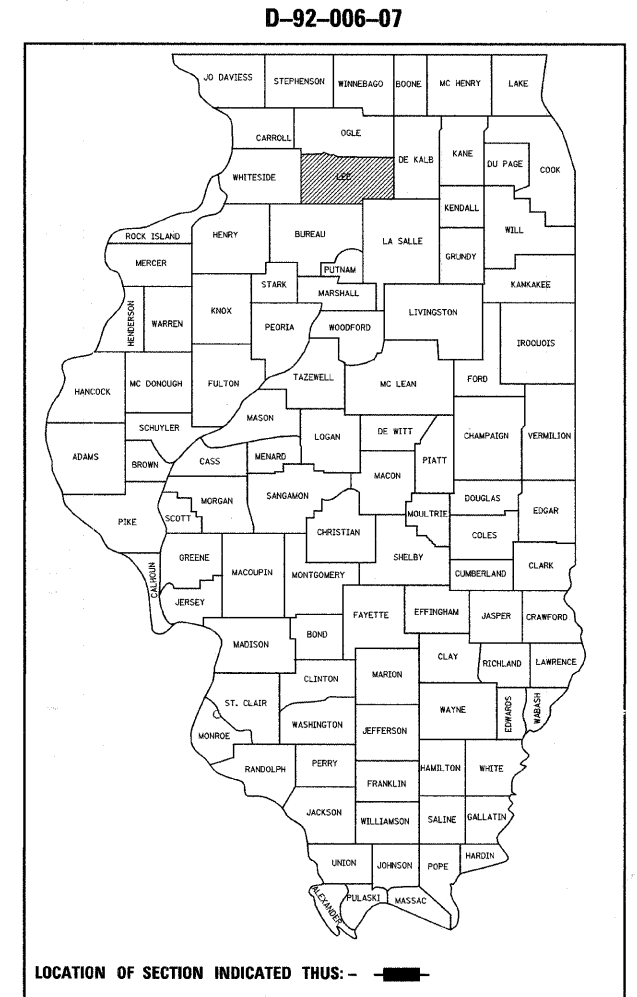 D-92-006-07
JO DAVIESS
STEPHENSON
WINNEBAGO
BOONE
MC HENRY
LAKE
CARROLL
OGLE
DE KALB
KANE
DU PAGE
COOK
WHITESIDE
LEE
KENDALL
WILL
ROCK ISLAND
HENRY
BUREAU
LA SALLE
GRUNDY
MERCER
PUTNAM
KANKAKEE
STARK
MARSHALL
HENDERSON
WARREN
KNOX
PEORIA
WOODFORD
LIVINGSTON
IROQUOIS
HANCOCK
MC DONOUGH
FULTON
TAZEWELL
MC LEAN
FORD
MASON
SCHUYLER
LOGAN
DE WITT
CHAMPAIGN
VERMILION
ADAMS
BROWN
CASS
MENARD
MACON
PIATT
PIKE
SCOTT
MORGAN
SANGAMON
DOUGLAS
MOULTRIE
EDGAR
CHRISTIAN
COLES
GREENE
MACOUPIN
MONTGOMERY
SHELBY
CUMBERLAND
CLARK
CALHOUN
JERSEY
FAYETTE
EFFINGHAM
JASPER
CRAWFORD
MADISON
BOND
CLAY
RICHLAND
LAWRENCE
CLINTON
MARION
ST. CLAIR
WAYNE
EDWARDS
WABASH
WASHINGTON
JEFFERSON
MONROE
RANDOLPH
PERRY
HAMILTON
WHITE
FRANKLIN
JACKSON
WILLIAMSON
SALINE
GALLATIN
UNION
JOHNSON
POPE
HARDIN
ALEXANDER
PULASKI
MASSAC
LOCATION OF SECTION INDICATED THUS: -